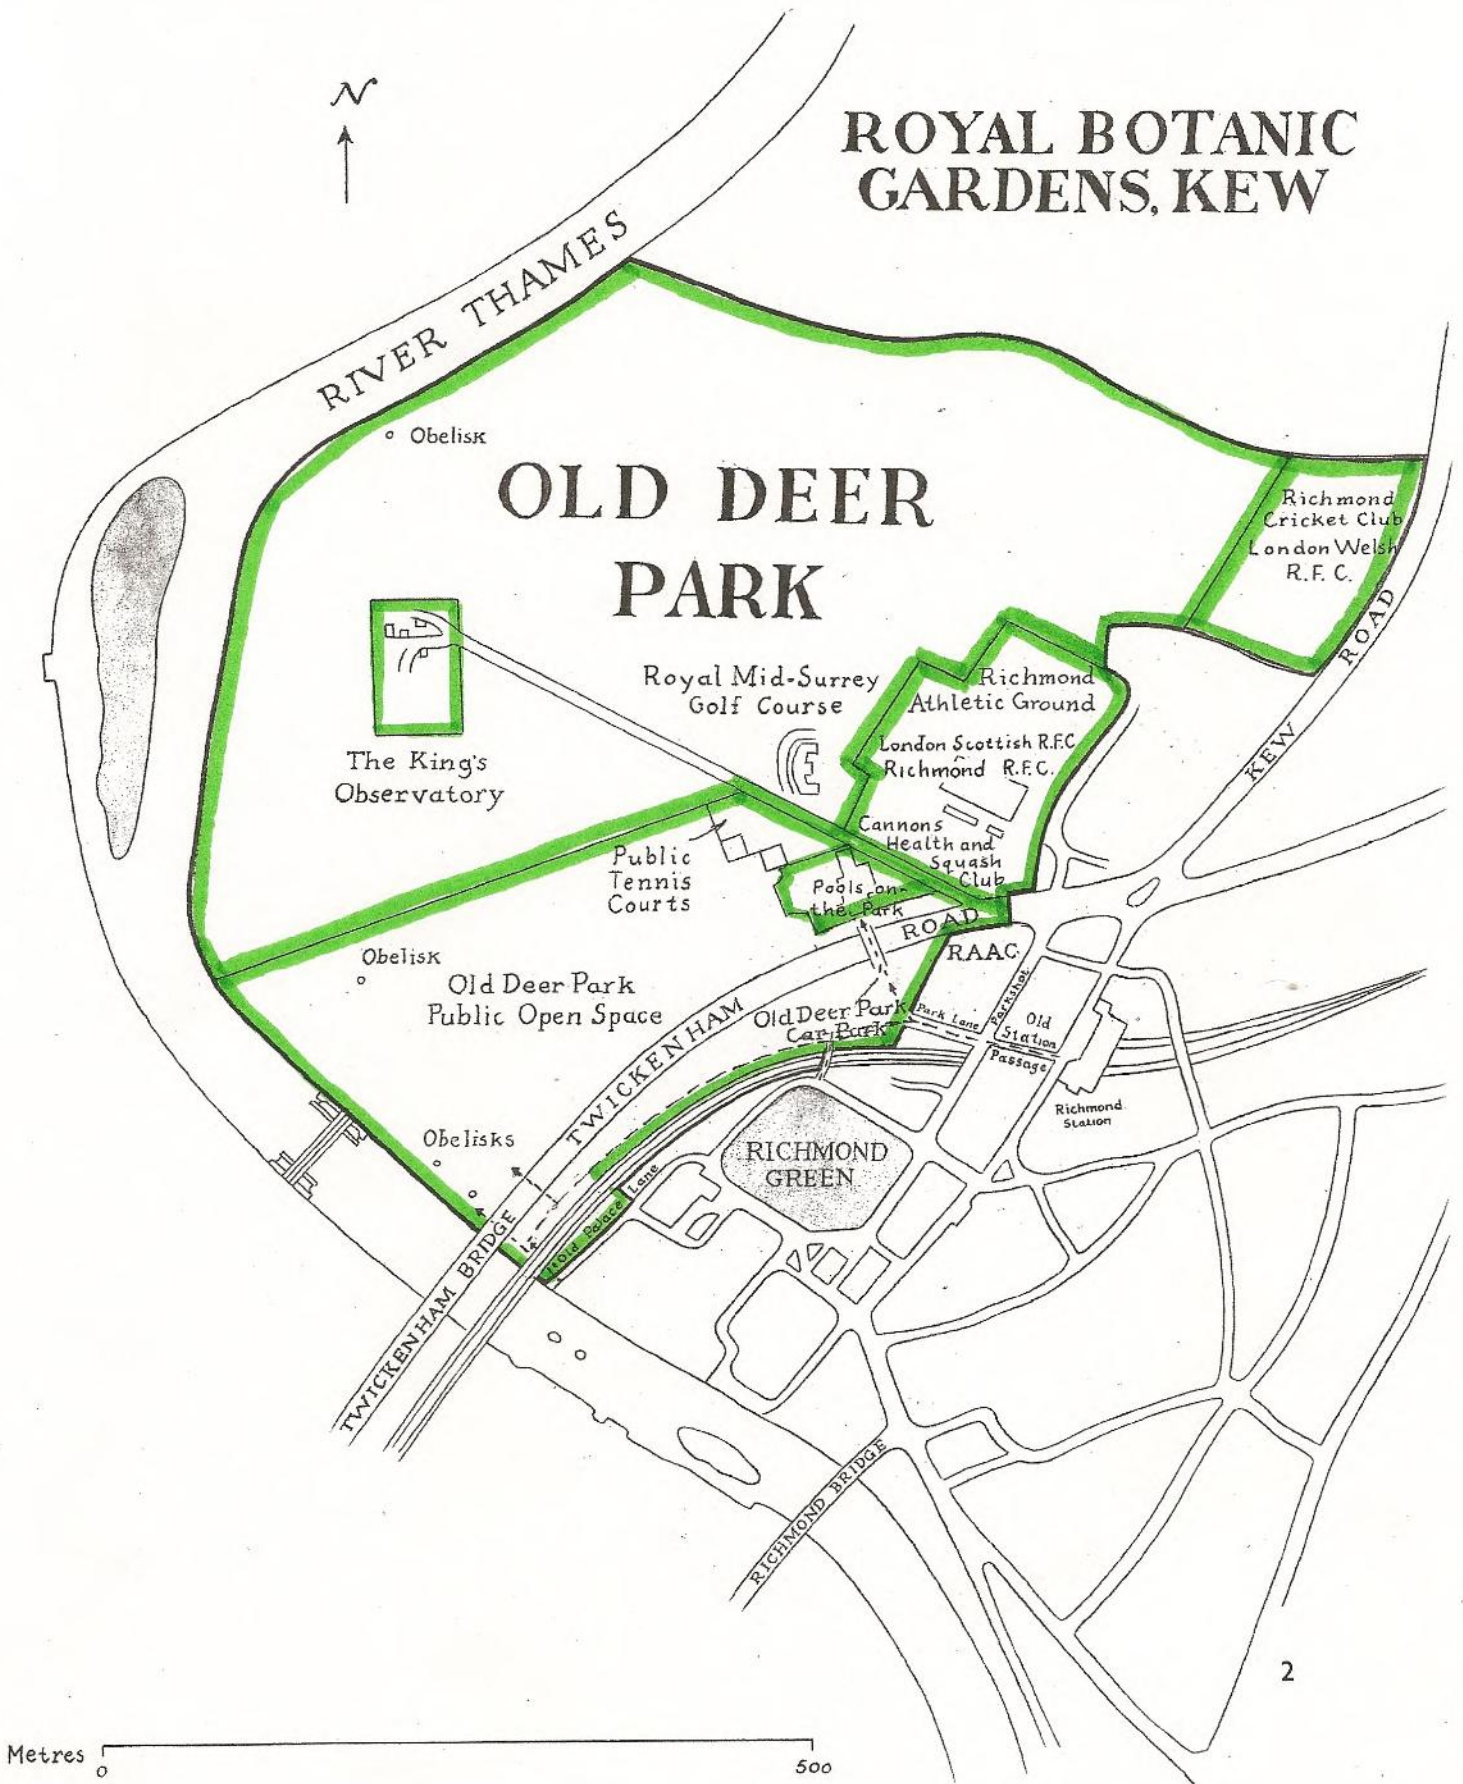 N
ROYAL BOTANIC
GARDENS, KEW
RIVER THAMES
Obelisk
OLD DEER
PARK
Richmond
Cricket Club
London Welsh
R.F.C.
KEW ROAD
Royal Mid-Surrey
Golf Course
Richmond
Athletic Ground
London Scottish R.F.C.
Richmond R.F.C.
The King's
Observatory
Cannons
Health and
Squash
Club
Public
Tennis
Courts
Pools on
the Park
TWICKENHAM ROAD
R.A.A.C.
Obelisk
Old Deer Park
Public Open Space
Old Deer Park
Car Park
Park Lane
Parkshot
Old
Station
Passage
Richmond
Station
Obelisks
RICHMOND
GREEN
Old Palace Lane
TWICKENHAM BRIDGE
RICHMOND BRIDGE
2
Metres
0
500